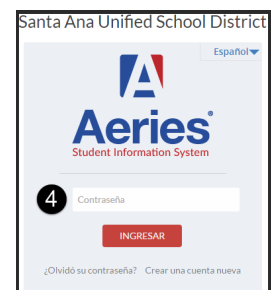 Santa Ana Unified School District
Español
Aeries
Student Information System
4
Contraseña
INGRESAR
¿Olvidó su contraseña? Crear una cuenta nueva